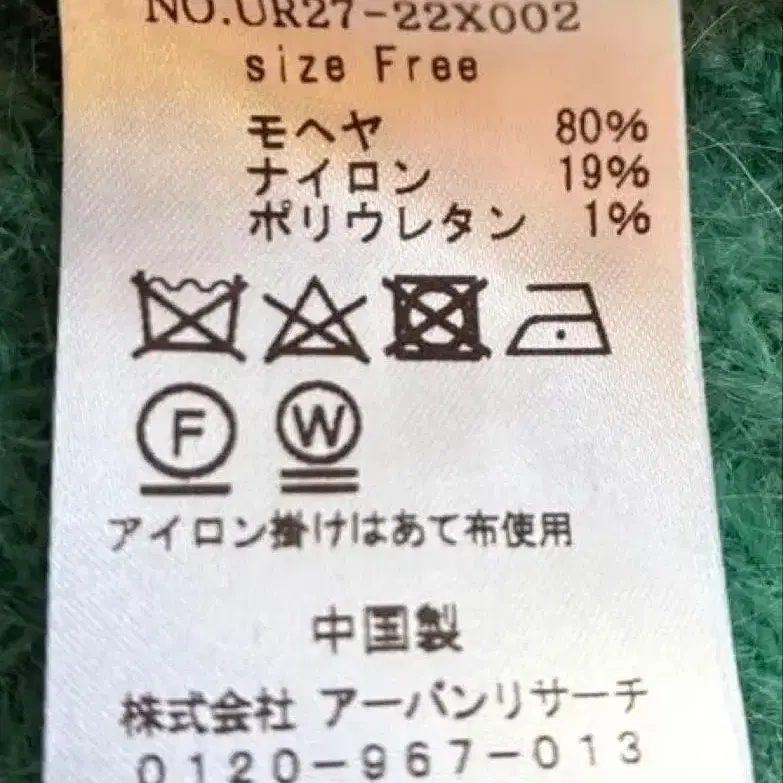 NO.UR27-22X002
size Free
モヘヤ 80%
ナイロン 19%
ポリウレタン 1%
F W
アイロン掛けはあて布使用
中国製
株式会社 アーバンリサーチ
0120-967-013